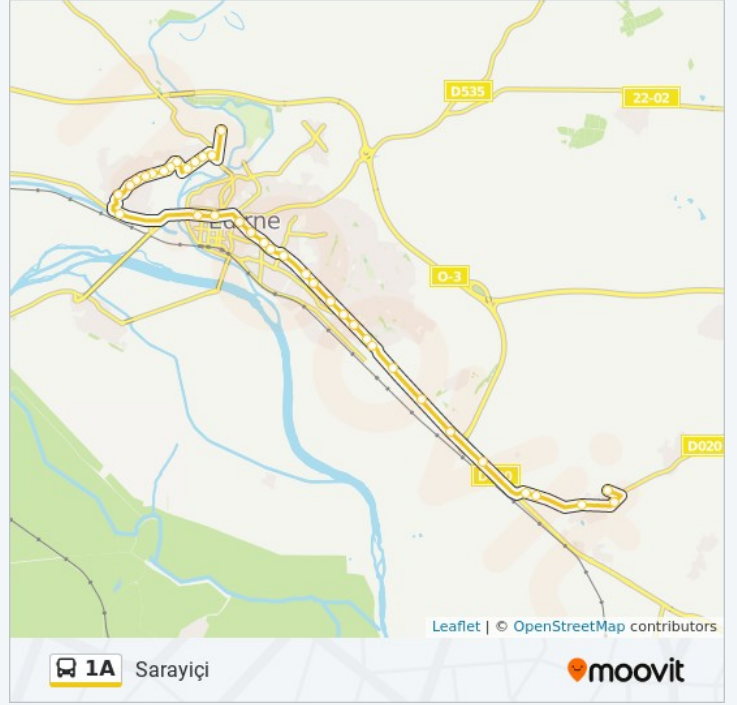 D535
22-02
Edirne
O-3
D020
Leaflet | © OpenStreetMap contributors
1A Sarayiçi
moovit